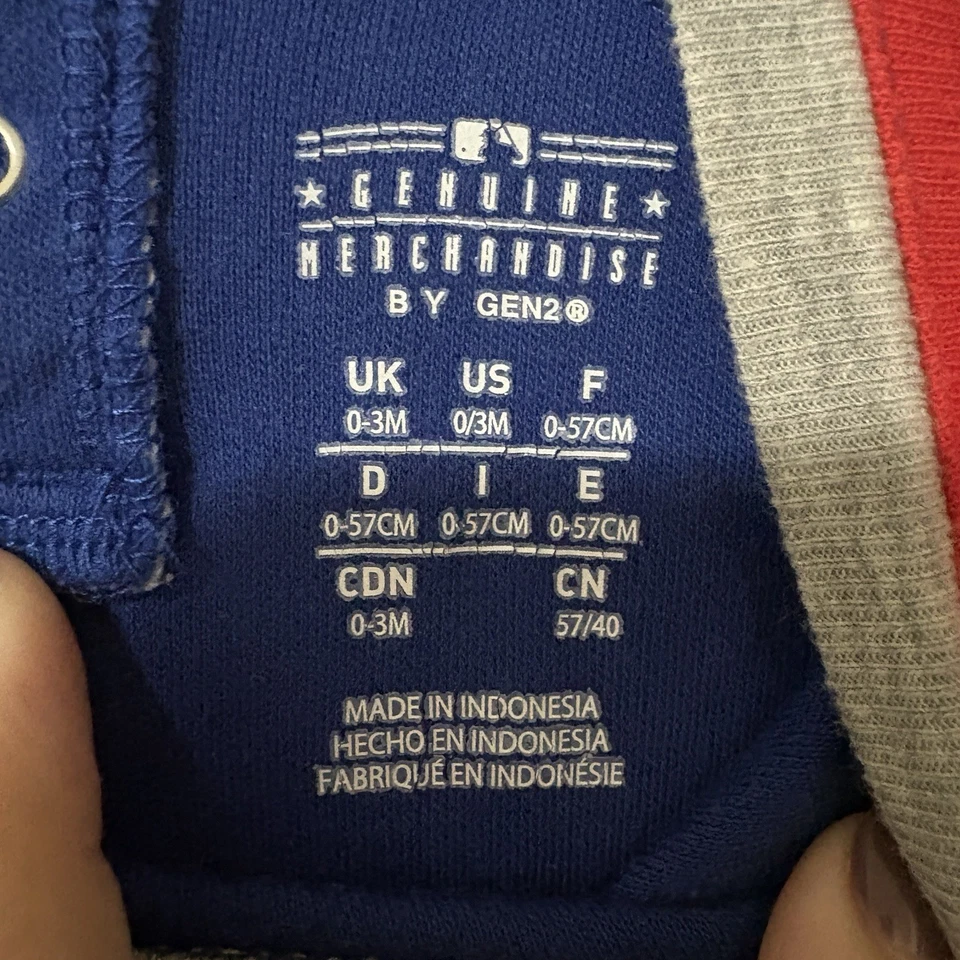 GENUINE
MERCHANDISE
BY GEN2®
UK US F
0-3M 0/3M 0-57CM
D I E
0-57CM 0-57CM 0-57CM
CDN CN
0-3M 57/40
MADE IN INDONESIA
HECHO EN INDONESIA
FABRIQUÉ EN INDONÉSIE